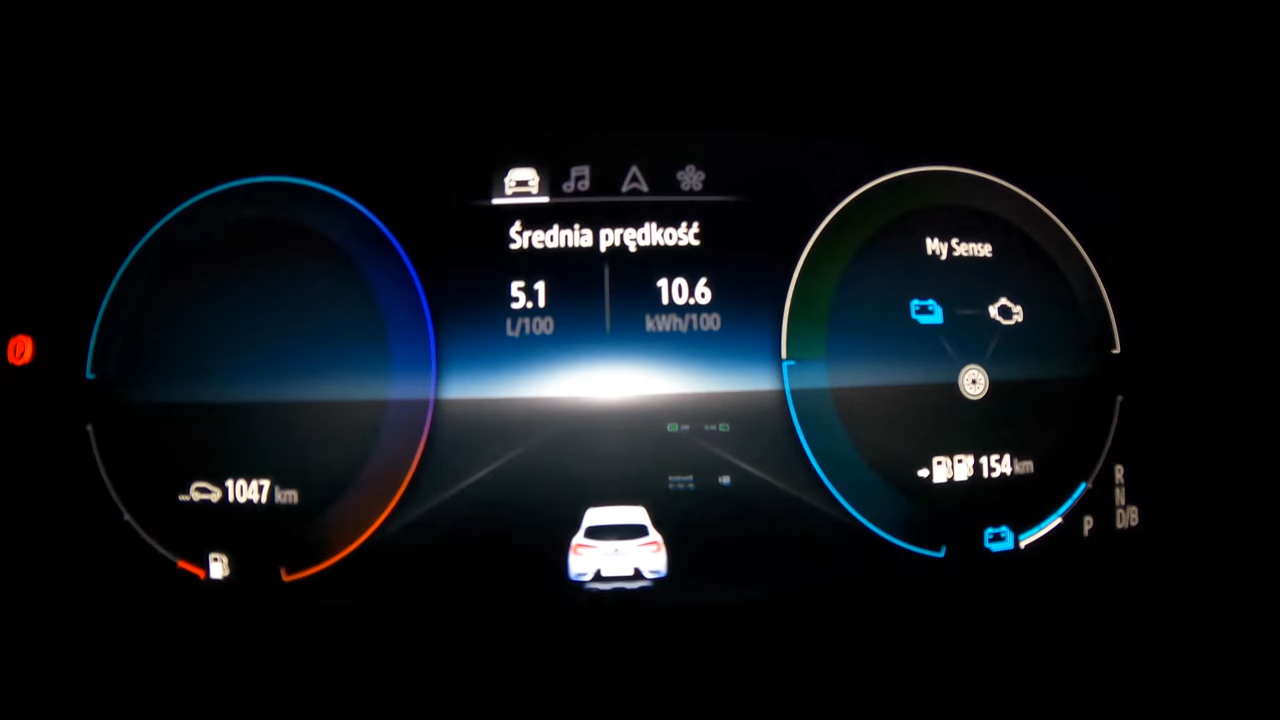 Średnia prędkość
5.1
L/100
10.6
kWh/100
My Sense
1047 km
154 km
R
N
D/B
P